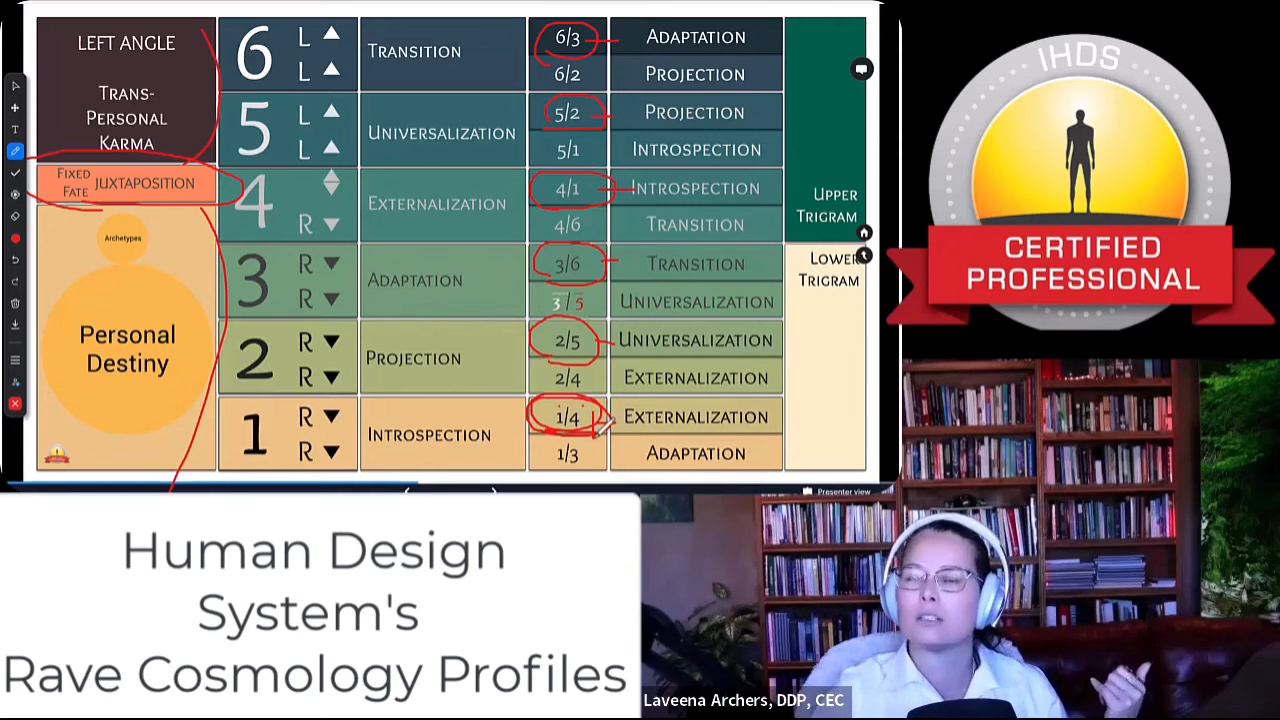 LEFT ANGLE
TRANS-
PERSONAL
KARMA
FIXED
FATE
JUXTAPOSITION
Archetypes
Personal
Destiny
6 L L TRANSITION
6/3 ADAPTATION
6/2 PROJECTION
5 L L UNIVERSALIZATION
5/2 PROJECTION
5/1 INTROSPECTION
4 R EXTERNALIZATION
4/1 INTROSPECTION
4/6 TRANSITION
3 R R ADAPTATION
3/6 TRANSITION
3/5 UNIVERSALIZATION
2 R R PROJECTION
2/5 UNIVERSALIZATION
2/4 EXTERNALIZATION
1 R R INTROSPECTION
1/4 EXTERNALIZATION
1/3 ADAPTATION
UPPER
TRIGRAM
LOWER
TRIGRAM
Presenter view
IHDS
CERTIFIED
PROFESSIONAL
Human Design
System's
Rave Cosmology Profiles
Laveena Archers, DDP, CEC